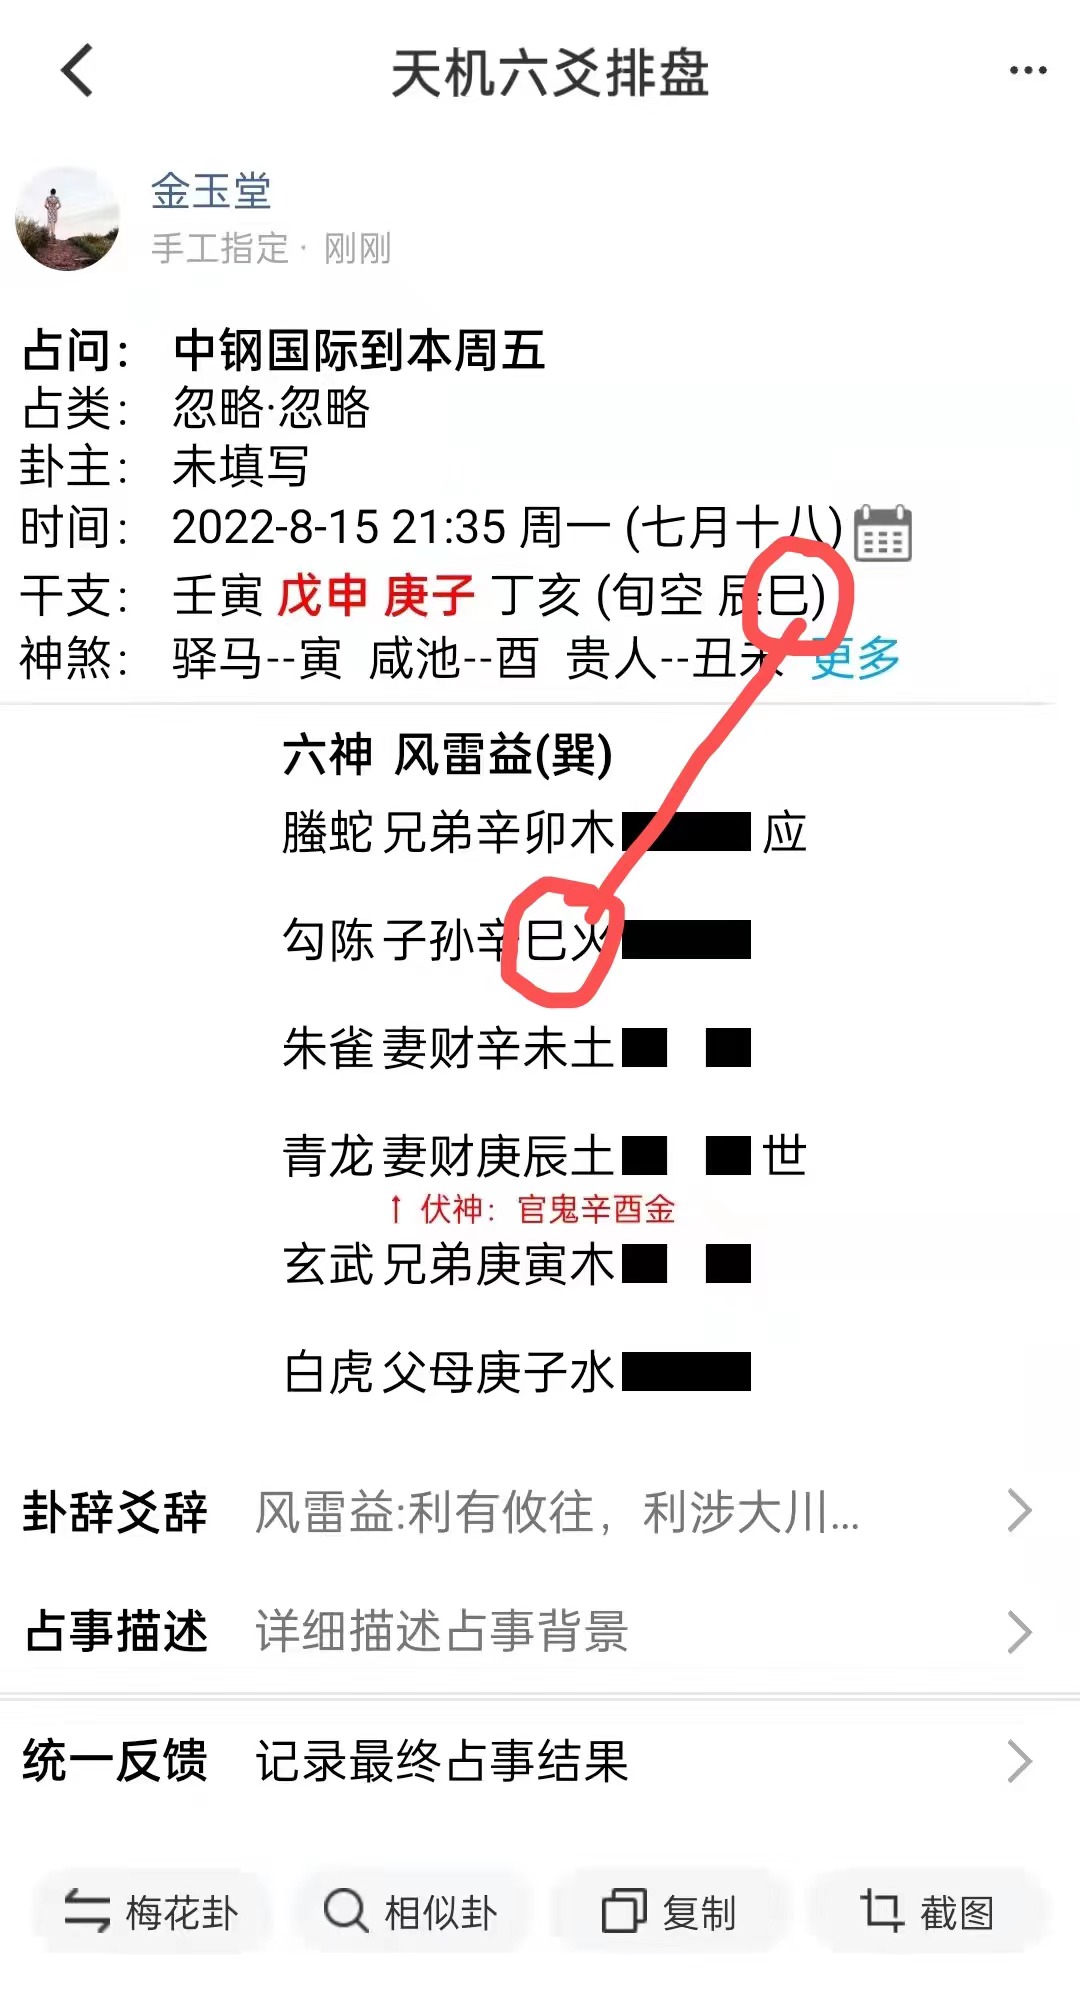 天机六爻排盘
金玉堂
手工指定· 刚刚
占问： 中钢国际到本周五
占类： 忽略·忽略
卦主： 未填写
时间： 2022-8-15 21:35 周一 (七月十八)
干支： 壬寅 戊申 庚子 丁亥 (旬空 辰巳)
神煞： 驿马--寅 咸池--酉 贵人--丑未 更多
六神 风雷益(巽)
螣蛇 兄弟辛卯木 应
勾陈 子孙辛巳火
朱雀 妻财辛未土
青龙 妻财庚辰土 世
↑ 伏神：官鬼辛酉金
玄武 兄弟庚寅木
白虎 父母庚子水
卦辞爻辞 风雷益:利有攸往，利涉大川...
占事描述 详细描述占事背景
统一反馈 记录最终占事结果
梅花卦 相似卦 复制 截图